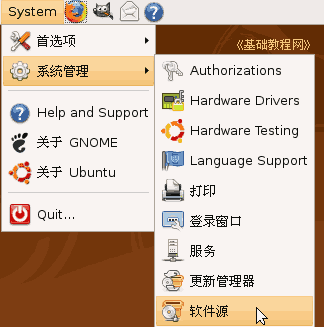 System
首选项
系统管理
Help and Support
关于 GNOME
关于 Ubuntu
Quit...
《基础教程网》
Authorizations
Hardware Drivers
Hardware Testing
Language Support
打印
登录窗口
服务
更新管理器
软件源